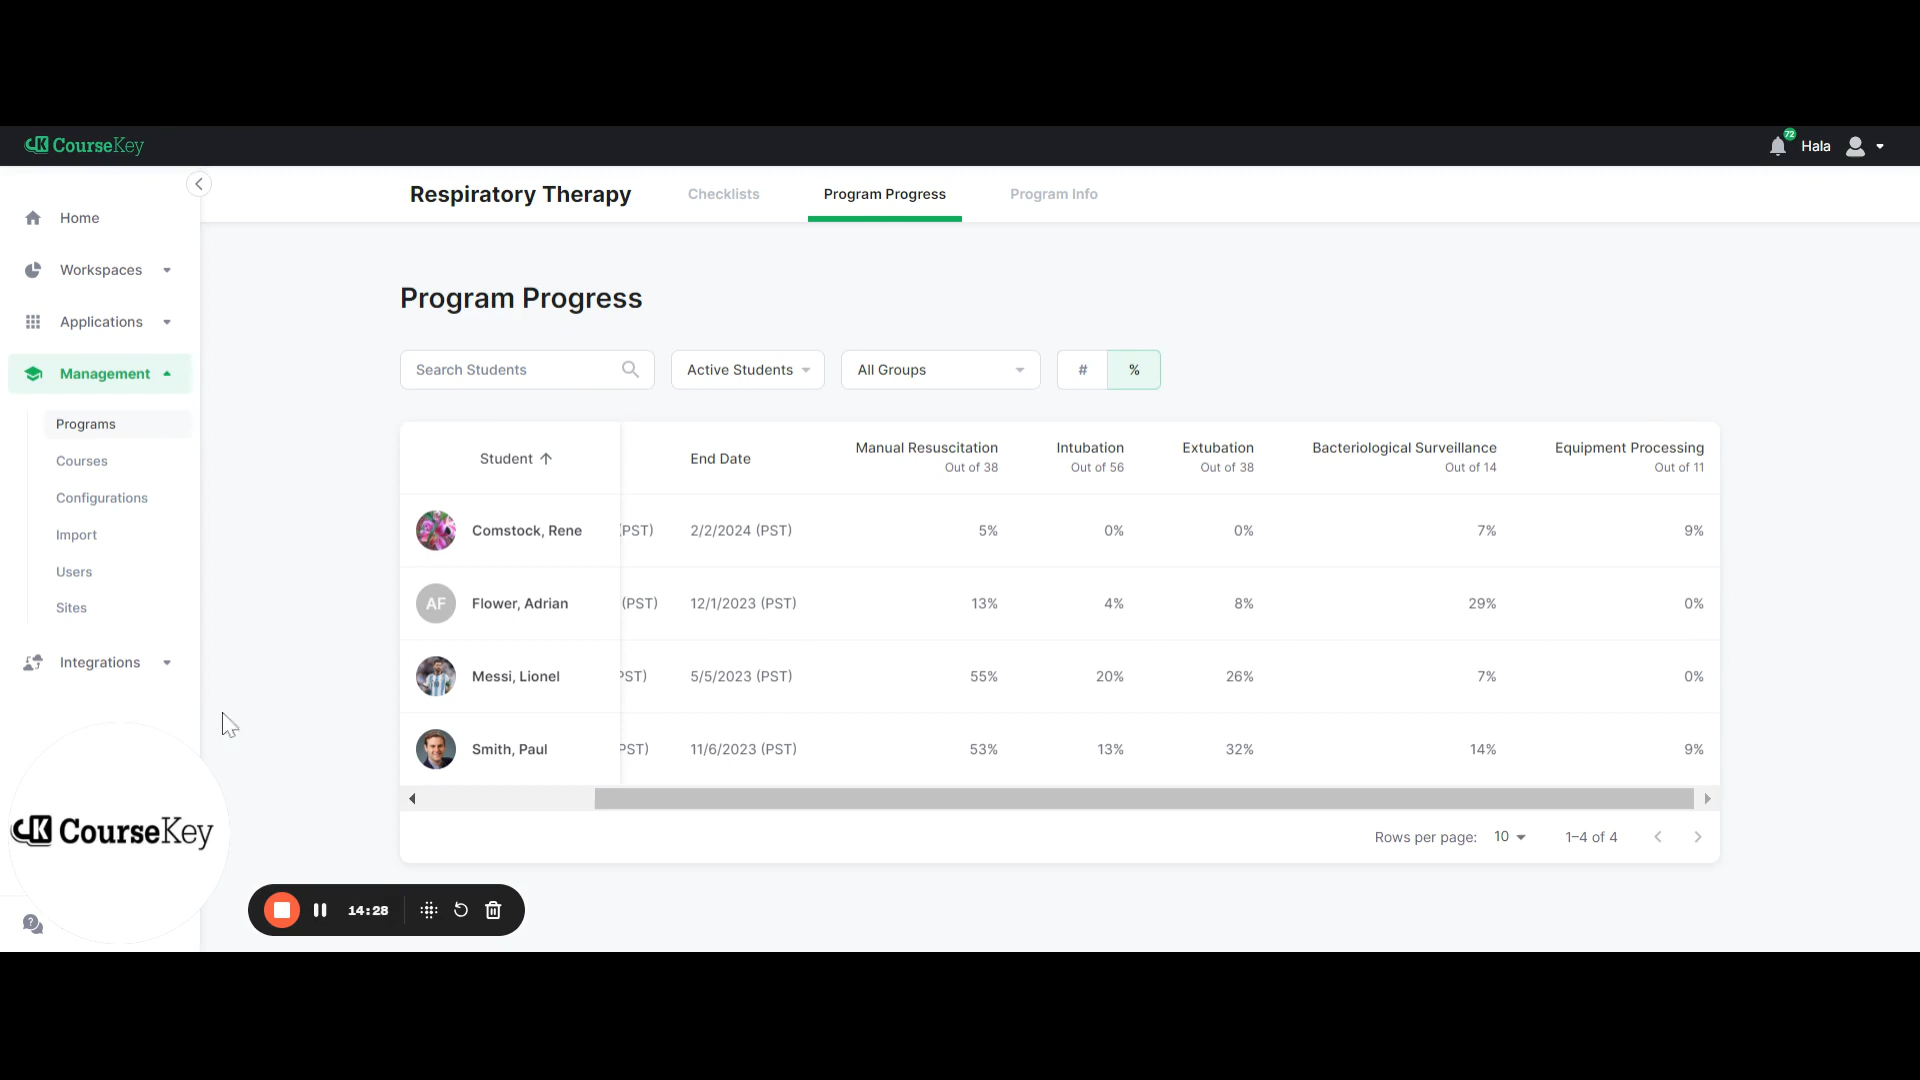 CK CourseKey
72
Hala
Home
Workspaces
Applications
Management
Programs
Courses
Configurations
Import
Users
Sites
Integrations
Respiratory Therapy
Checklists
Program Progress
Program Info
Program Progress
Search Students
Active Students
All Groups
#
%
Student
End Date
Manual Resuscitation
Out of 38
Intubation
Out of 56
Extubation
Out of 38
Bacteriological Surveillance
Out of 14
Equipment Processing
Out of 11
Comstock, Rene
(PST)
2/2/2024 (PST)
5%
0%
0%
7%
9%
AF
Flower, Adrian
(PST)
12/1/2023 (PST)
13%
4%
8%
29%
0%
Messi, Lionel
PST)
5/5/2023 (PST)
55%
20%
26%
7%
0%
Smith, Paul
PST)
11/6/2023 (PST)
53%
13%
32%
14%
9%
Rows per page: 10
1–4 of 4
CK CourseKey
14:28
?